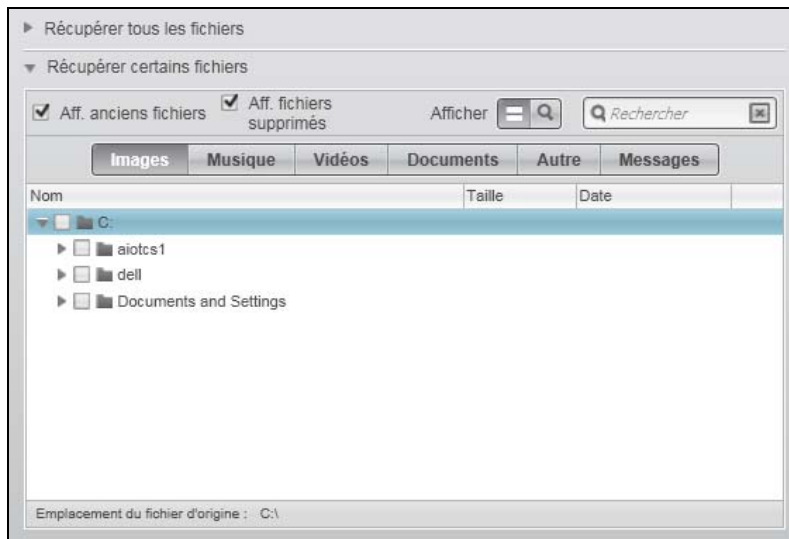 Récupérer tous les fichiers
Récupérer certains fichiers
Aff. anciens fichiers
Aff. fichiers
supprimés
Afficher
Rechercher
Images Musique Vidéos Documents Autre Messages
Nom Taille Date
C:
aiotcs1
dell
Documents and Settings
Emplacement du fichier d'origine : C:\